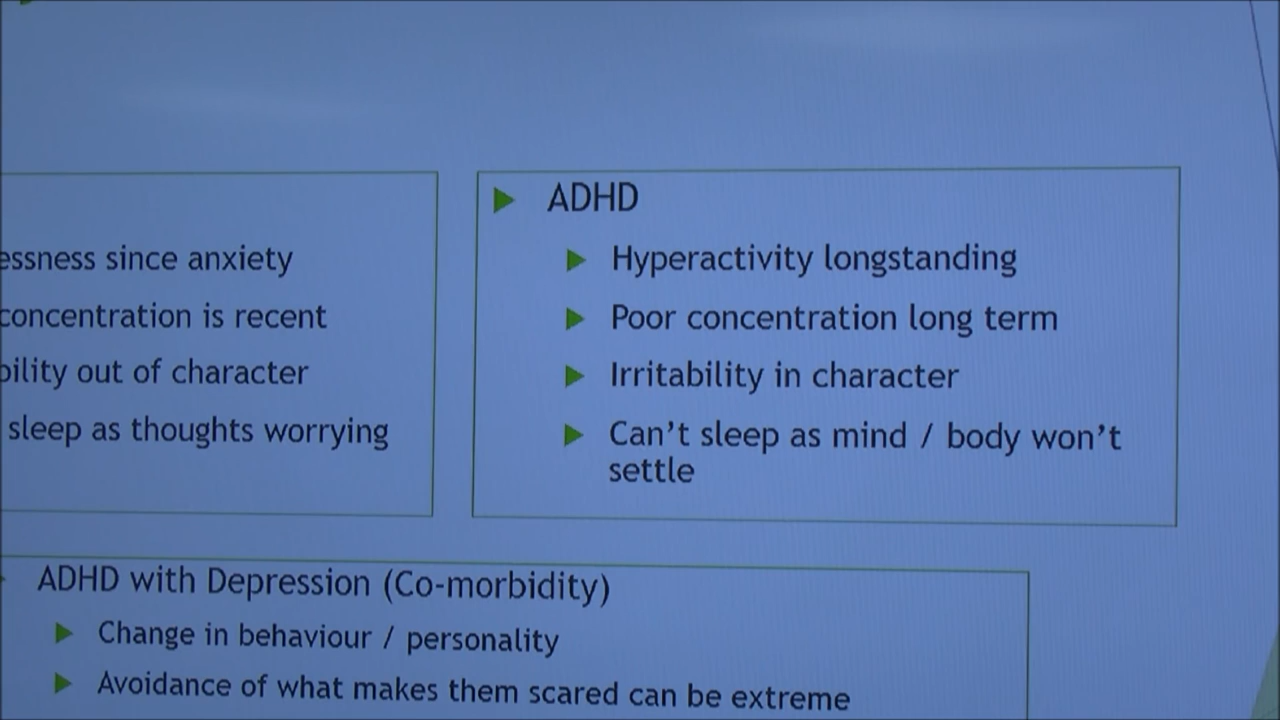 since anxiety
concentration is recent
out of character
sleep as thoughts worrying
ADHD
Hyperactivity longstanding
Poor concentration long term
Irritability in character
Can't sleep as mind / body won't
settle
ADHD with Depression (Co-morbidity)
Change in behaviour / personality
Avoidance of what makes them scared can be extreme